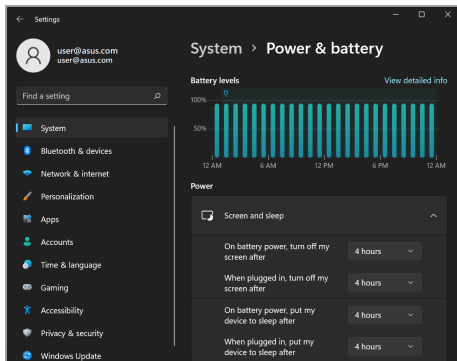 Settings
user@asus.com
user@asus.com
Find a setting
System
Bluetooth & devices
Network & internet
Personalization
Apps
Accounts
Time & language
Gaming
Accessibility
Privacy & security
Windows Update
System > Power & battery
Battery levels
View detailed info
100%
50%
12 AM 6 AM 12 PM 6 PM 12 AM
Power
Screen and sleep
On battery power, turn off my
screen after
4 hours
When plugged in, turn off my
screen after
4 hours
On battery power, put my
device to sleep after
4 hours
When plugged in, put my
device to sleep after
4 hours